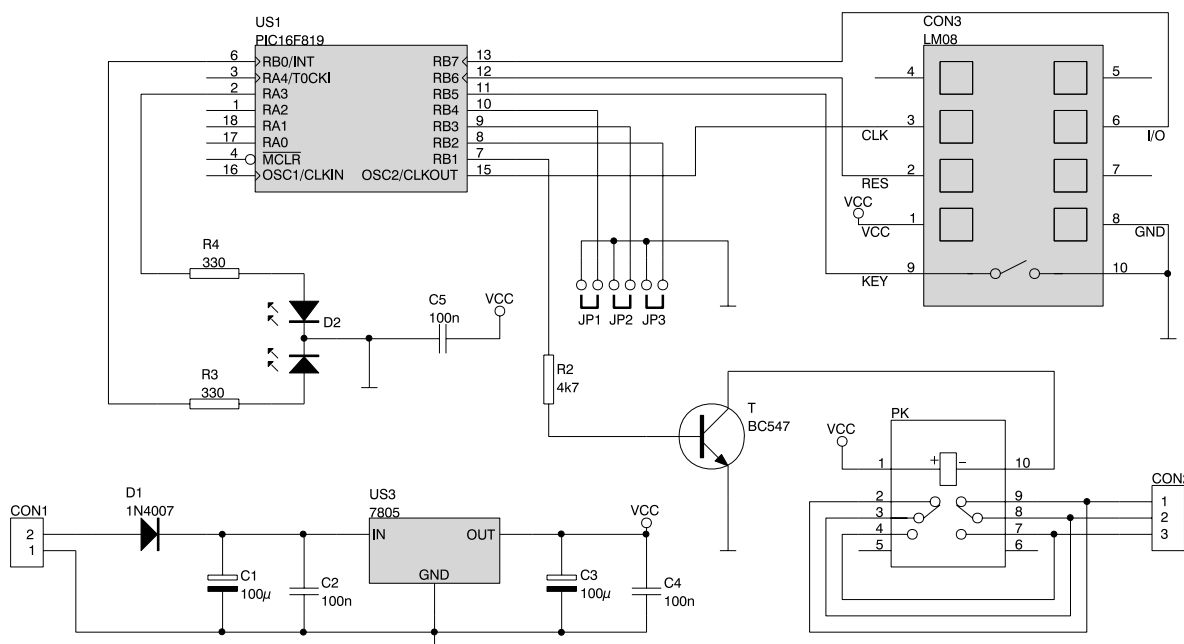 US1
PIC16F819
6 RB0/INT RB7 13
3 RA4/T0CKI RB6 12
2 RA3 RB5 11
1 RA2 RB4 10
18 RA1 RB3 9
17 RA0 RB2 8
4 MCLR RB1 7
16 OSC1/CLKIN OSC2/CLKOUT 15
CON3
LM08
4 5
3 6
CLK I/O
2 7
RES
VCC
1 8
VCC GND
9 10
KEY
R4
330
D2
R3
330
C5
100n
VCC
JP1 JP2 JP3
R2
4k7
T
BC547
PK
VCC
1 + - 10
2 9
3 8
4 7
5 6
CON2
1
2
3
CON1
2
1
D1
1N4007
US3
7805
IN OUT
GND
VCC
C1
100µ
C2
100n
C3
100µ
C4
100n